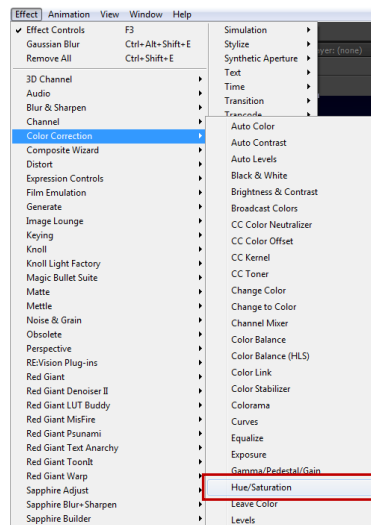 Effect Animation View Window Help
Effect Controls F3
Gaussian Blur Ctrl+Alt+Shift+E
Remove All Ctrl+Shift+E
3D Channel
Audio
Blur & Sharpen
Channel
Color Correction
Composite Wizard
Distort
Expression Controls
Film Emulation
Generate
Image Lounge
Keying
Knoll
Knoll Light Factory
Magic Bullet Suite
Matte
Mettle
Noise & Grain
Obsolete
Perspective
RE:Vision Plug-ins
Red Giant
Red Giant Denoiser II
Red Giant LUT Buddy
Red Giant MisFire
Red Giant Psunami
Red Giant Text Anarchy
Red Giant ToonIt
Red Giant Warp
Sapphire Adjust
Sapphire Blur+Sharpen
Sapphire Builder
Simulation
Stylize
Synthetic Aperture
Text
Time
Transition
Trancode
yer: (none)
Auto Color
Auto Contrast
Auto Levels
Black & White
Brightness & Contrast
Broadcast Colors
CC Color Neutralizer
CC Color Offset
CC Kernel
CC Toner
Change Color
Change to Color
Channel Mixer
Color Balance
Color Balance (HLS)
Color Link
Color Stabilizer
Colorama
Curves
Equalize
Exposure
Gamma/Pedestal/Gain
Hue/Saturation
Leave Color
Levels